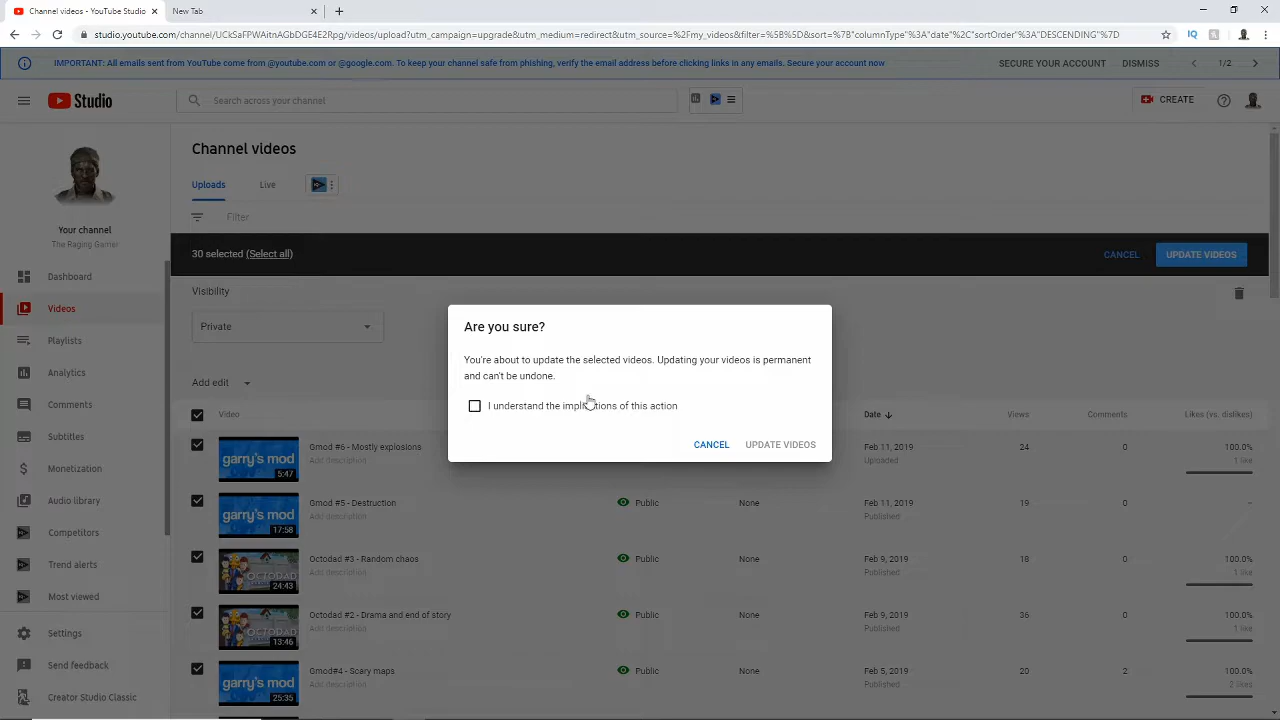 Channel videos - YouTube Studio
New Tab
studio.youtube.com/channel/UCkSaFPWAitnAGbDGE4E2Rpg/videos/upload?utm_campaign=upgrade&utm_medium=redirect&utm_source=%2Fmy_videos&filter=%5B%5D&sort=%7B"columnType"%3A"date"%2C"sortOrder"%3A"DESCENDING"%7D
IQ
IMPORTANT: All emails sent from YouTube come from @youtube.com or @google.com. To keep your channel safe from phishing, verify the email address before clicking links in any emails. Secure your account now
SECURE YOUR ACCOUNT
DISMISS
1/2
Studio
Search across your channel
CREATE
Channel videos
Uploads
Live
Filter
Your channel
The Raging Gamer
Dashboard
Videos
Playlists
Analytics
Comments
Subtitles
Monetization
Audio library
Competitors
Trend alerts
Most viewed
Settings
Send feedback
Creator Studio Classic
30 selected (Select all)
CANCEL
UPDATE VIDEOS
Visibility
Private
Add edit
Are you sure?
You're about to update the selected videos. Updating your videos is permanent
and can't be undone.
I understand the implications of this action
CANCEL
UPDATE VIDEOS
Video
Date
Views
Comments
Likes (vs. dislikes)
garry's mod
5:47
Gmod #6 - Mostly explosions
Add description
Feb 11, 2019
Uploaded
24
0
100.0%
1 like
garry's mod
17:58
Gmod #5 - Destruction
Add description
Public
None
Feb 11, 2019
Published
19
0
–
OCTODAD
24:43
Octodad #3 - Random chaos
Add description
Public
None
Feb 9, 2019
Published
18
0
100.0%
1 like
OCTODAD
13:46
Octodad #2 - Drama and end of story
Add description
Public
None
Feb 9, 2019
Published
36
0
100.0%
1 like
garry's mod
25:35
Gmod#4 - Scary maps
Add description
Public
None
Feb 5, 2019
Published
20
2
100.0%
2 likes